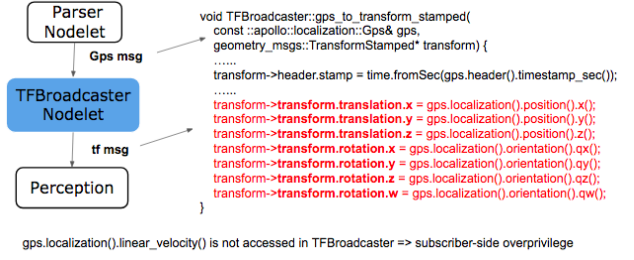 Parser
Nodelet
Gps msg
TFBroadcaster
Nodelet
tf msg
Perception
void TFBroadcaster::gps_to_transform_stamped(
const ::apollo::localization::Gps& gps,
geometry_msgs::TransformStamped* transform) {
......
transform->header.stamp = time.fromSec(gps.header().timestamp_sec());
......
transform->transform.translation.x = gps.localization().position().x();
transform->transform.translation.y = gps.localization().position().y();
transform->transform.translation.z = gps.localization().position().z();
transform->transform.rotation.x = gps.localization().orientation().qx();
transform->transform.rotation.y = gps.localization().orientation().qy();
transform->transform.rotation.z = gps.localization().orientation().qz();
transform->transform.rotation.w = gps.localization().orientation().qw();
}
gps.localization().linear_velocity() is not accessed in TFBroadcaster => subscriber-side overprivilege